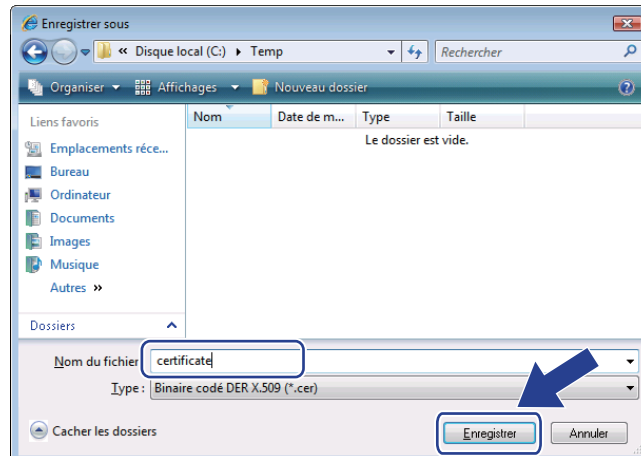 Enregistrer sous
« Disque local (C:) Temp Rechercher
Organiser Affichages Nouveau dossier
Liens favoris
Nom Date de m... Type Taille
Le dossier est vide.
Emplacements réce...
Bureau
Ordinateur
Documents
Images
Musique
Autres »
Dossiers
Nom du fichier certificate
Type : Binaire codé DER X.509 (*.cer)
Cacher les dossiers Enregistrer Annuler